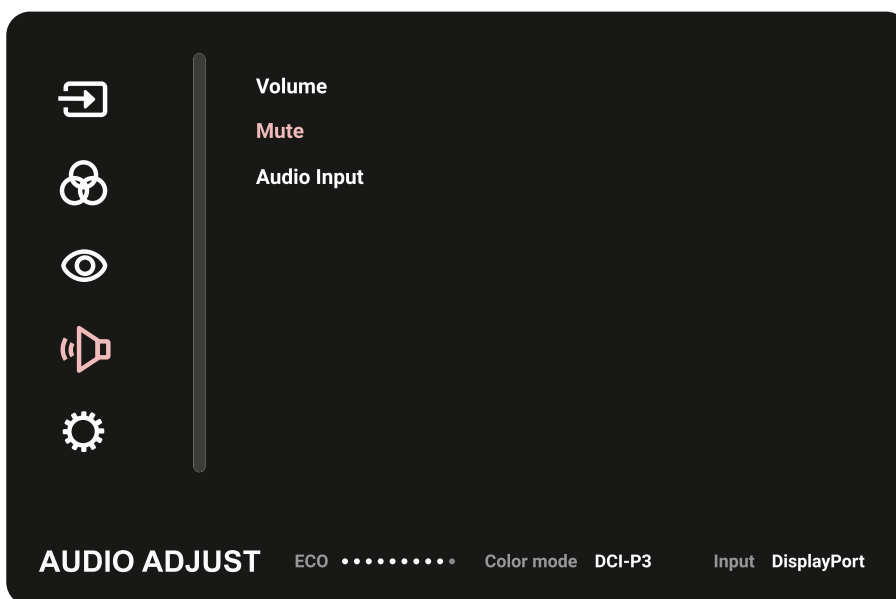 Volume
Mute
Audio Input
AUDIO ADJUST ECO Color mode DCI-P3 Input DisplayPort